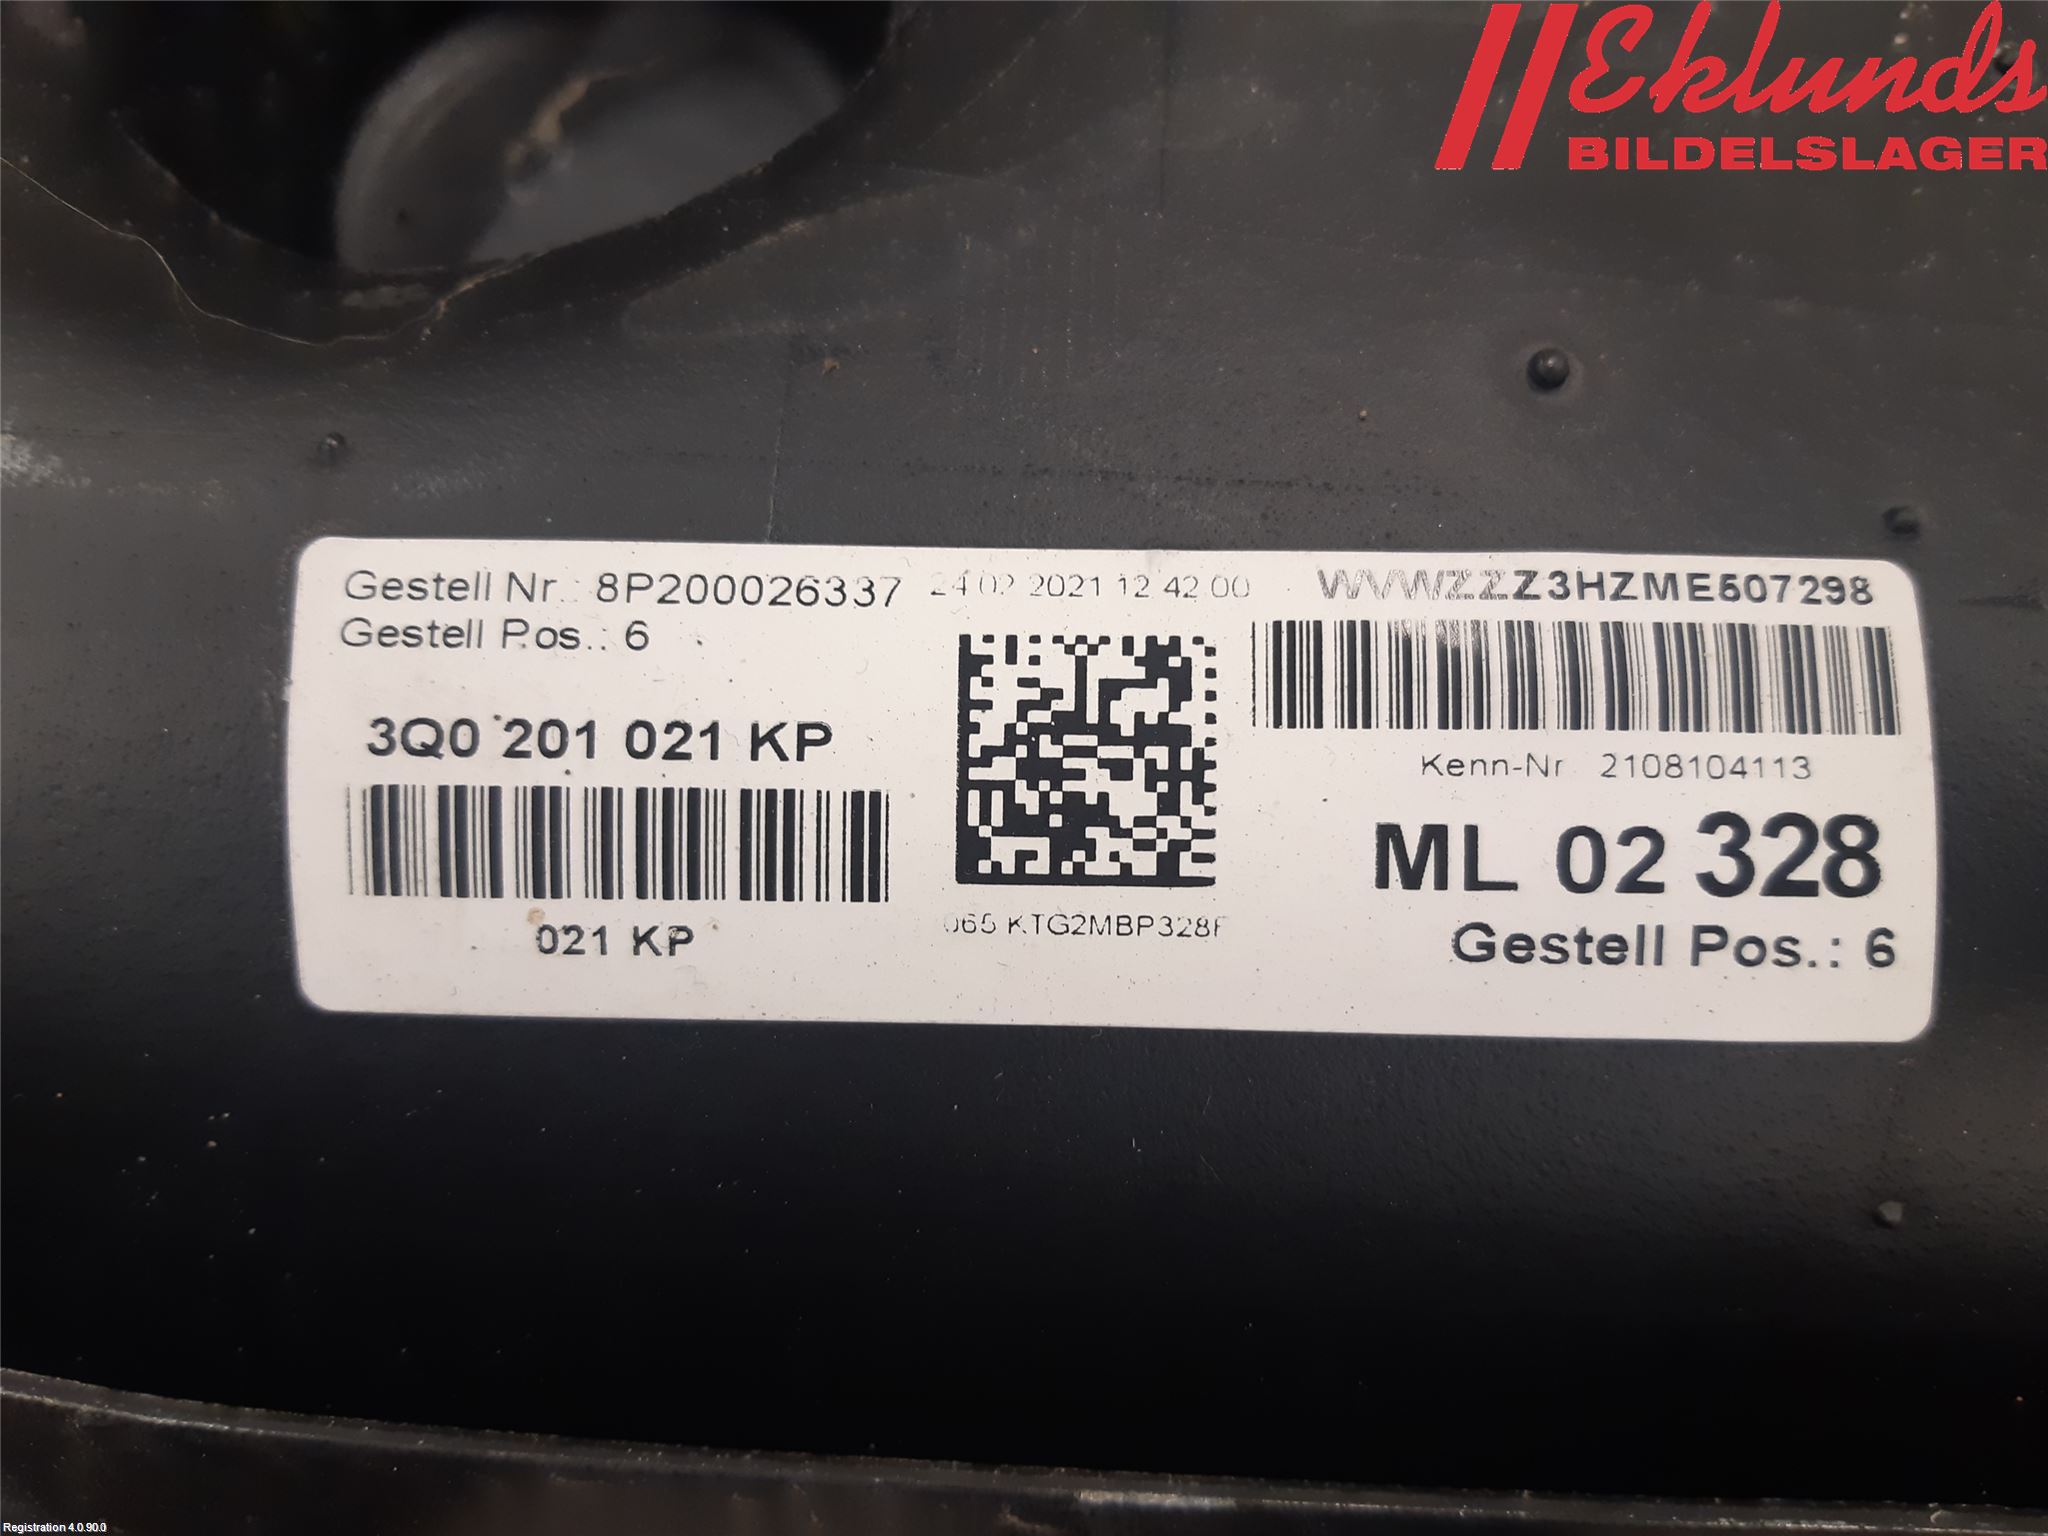 Eklunds
BILDELSLAGER
Gestell Nr.: 8P200026337 24.02.2021 12.42.00 WVWZZZ3HZME507298
Gestell Pos.: 6
3Q0 201 021 KP
Kenn-Nr 2108104113
ML 02 328
021 KP
065 KTG2MBP328F
Gestell Pos.: 6
Registration 4.0.90.0